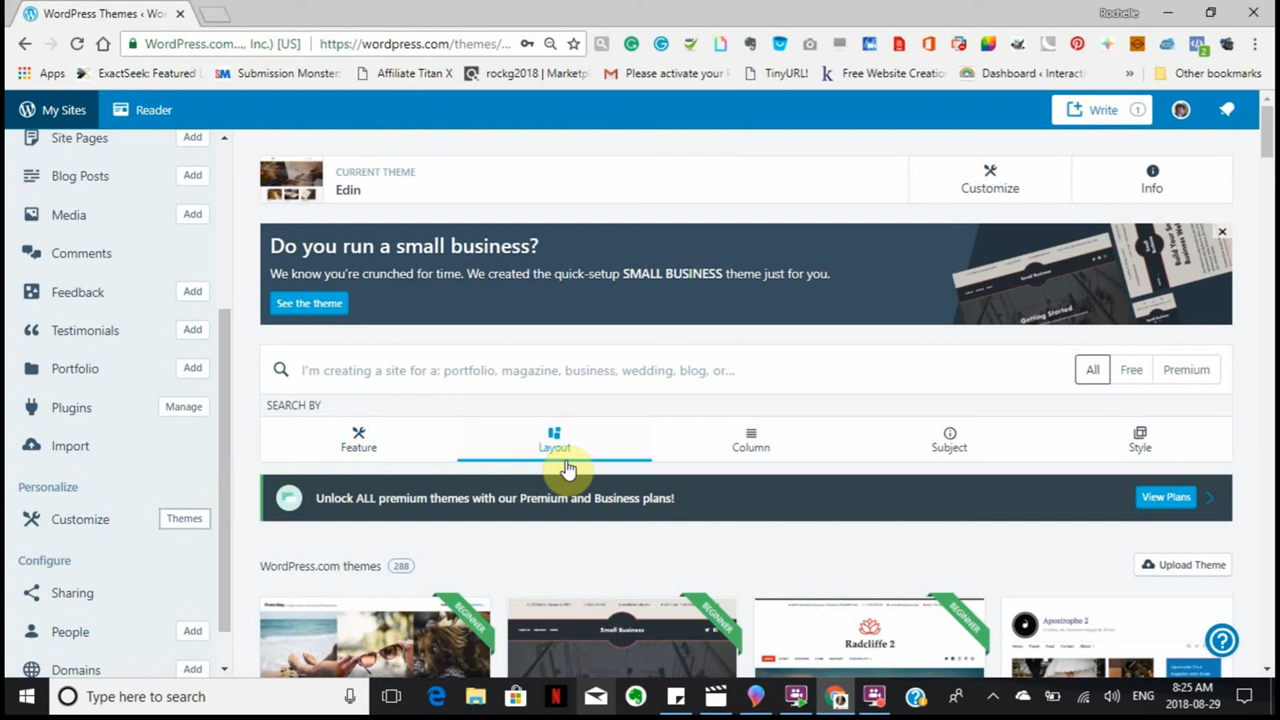 WordPress Themes ‹ Wo
Rochelle
WordPress.com..., Inc.) [US]
https://wordpress.com/themes/...
2
Apps
ExactSeek: Featured
Submission Monster:
Affiliate Titan X
rockg2018 | Marketpl
Please activate your
TinyURL!
Free Website Creatio
Dashboard ‹ Interact
»
Other bookmarks
My Sites
Reader
Write 1
Site Pages Add
Blog Posts Add
Media Add
Comments
Feedback Add
Testimonials Add
Portfolio Add
Plugins Manage
Import
Personalize
Customize Themes
Configure
Sharing
People Add
Domains Add
CURRENT THEME
Edin
Customize
Info
Do you run a small business?
We know you're crunched for time. We created the quick-setup SMALL BUSINESS theme just for you.
See the theme
Getting Started
I'm creating a site for a: portfolio, magazine, business, wedding, blog, or...
All Free Premium
SEARCH BY
Feature Layout Column Subject Style
Unlock ALL premium themes with our Premium and Business plans!
View Plans
WordPress.com themes 288
Upload Theme
BEGINNER
BEGINNER
Small Business
BEGINNER
Radcliffe 2
Apostrophe 2
Type here to search
ENG
8:25 AM
2018-08-29